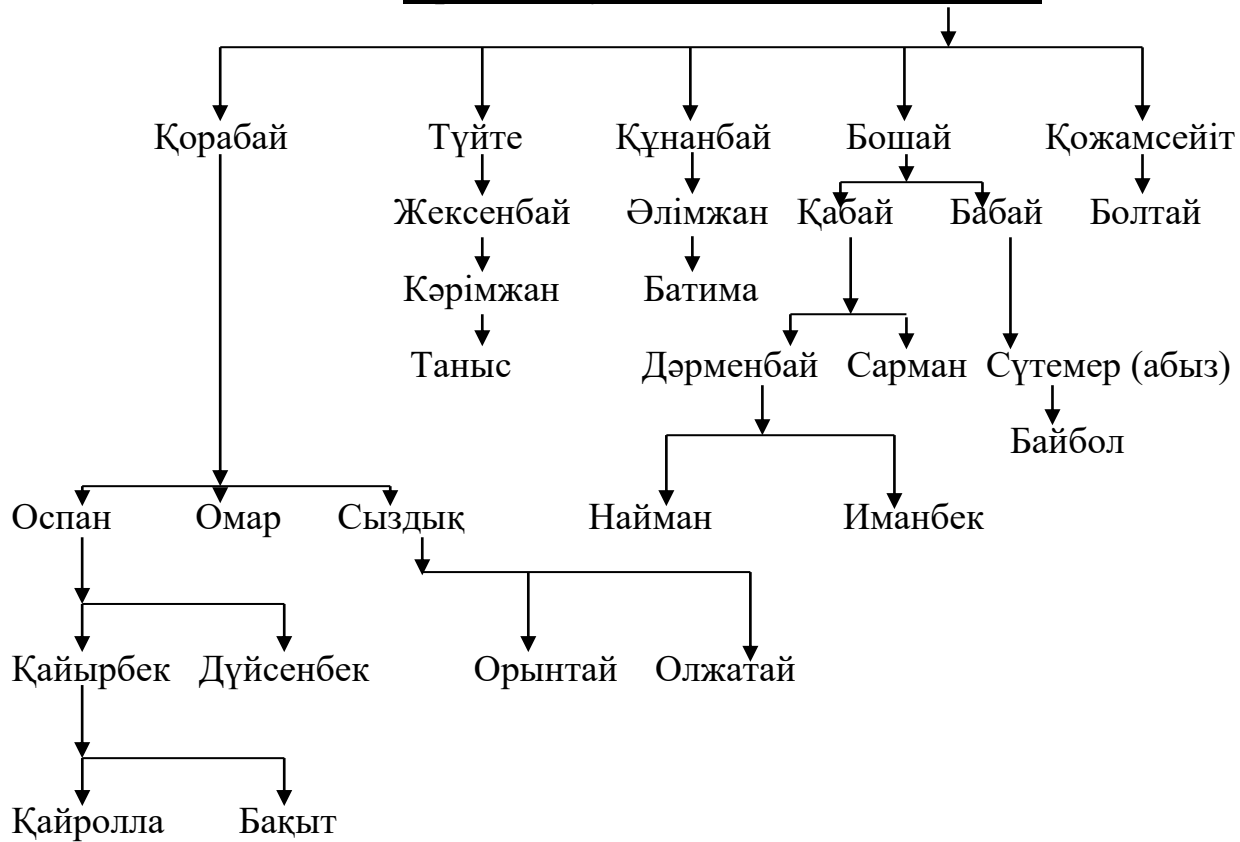 Қорабай Түйте Құнанбай Бошай Қожамсейіт
Жексенбай Әлімжан Қабай Бабай Болтай
Кәрімжан Батима
Таныс Дәрменбай Сарман Сүтемер (абыз)
Байбол
Оспан Омар Сыздық Найман Иманбек
Қайырбек Дүйсенбек Орынтай Олжатай
Қайролла Бақыт